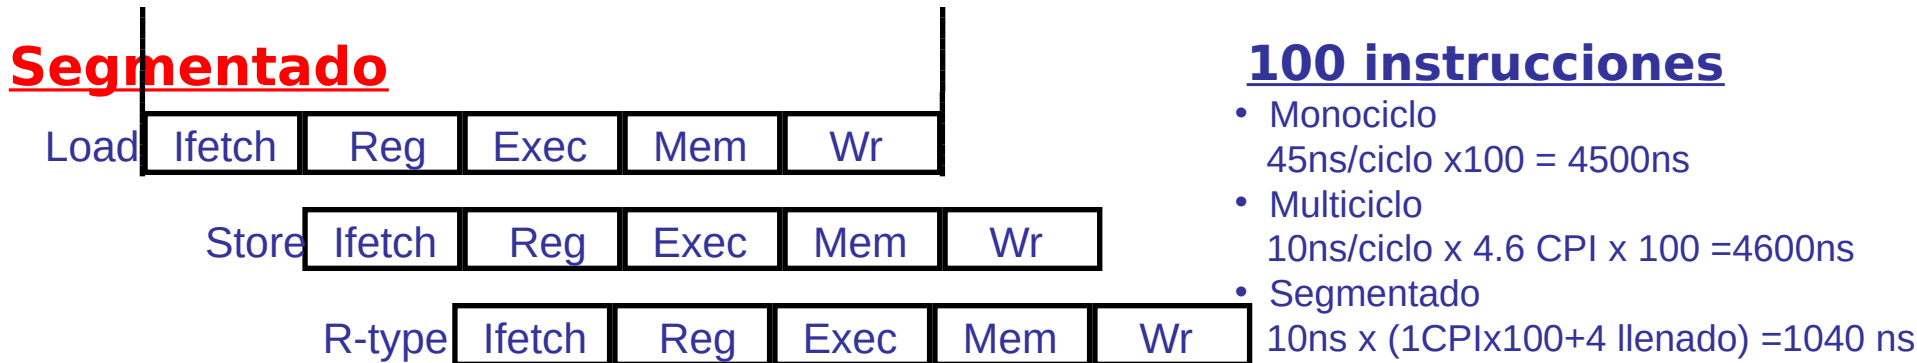 Segmentado
Load Ifetch Reg Exec Mem Wr
Store Ifetch Reg Exec Mem Wr
R-type Ifetch Reg Exec Mem Wr
100 instrucciones
• Monociclo
45ns/ciclo x100 = 4500ns
• Multiciclo
10ns/ciclo x 4.6 CPI x 100 =4600ns
• Segmentado
10ns x (1CPIx100+4 llenado) =1040 ns